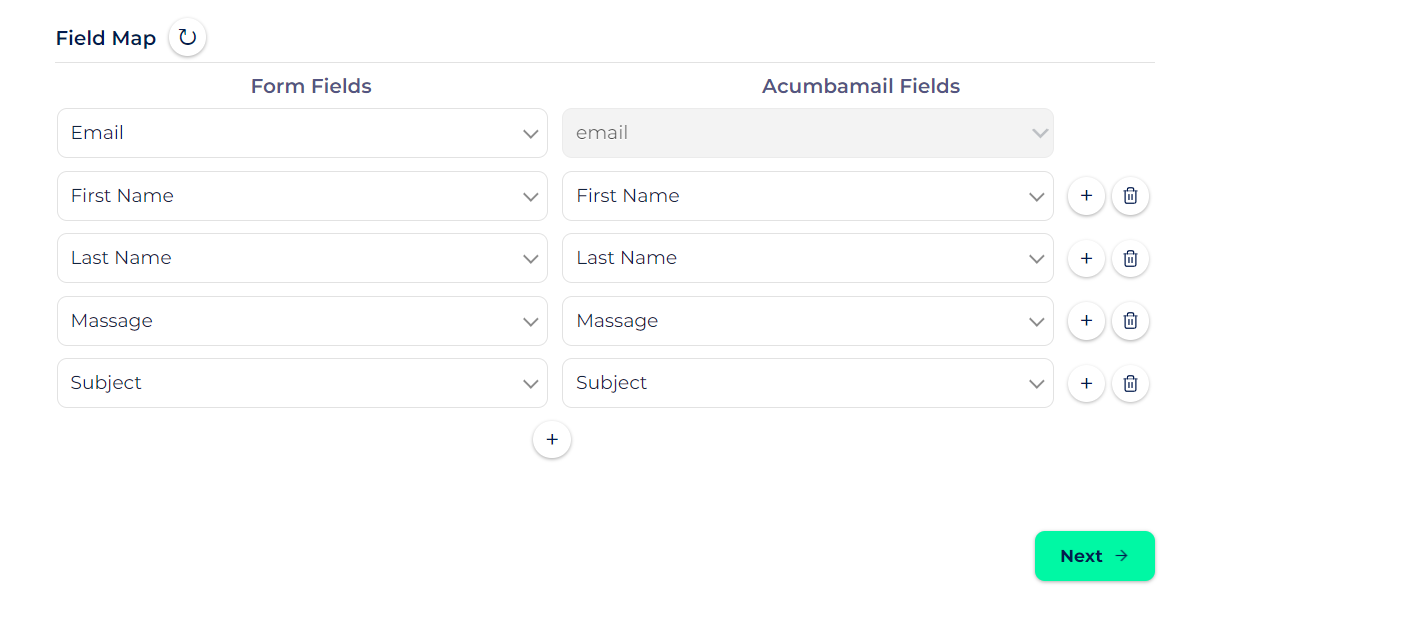 Field Map
Form Fields Acumbamail Fields
Email email
First Name First Name
Last Name Last Name
Massage Massage
Subject Subject
Next